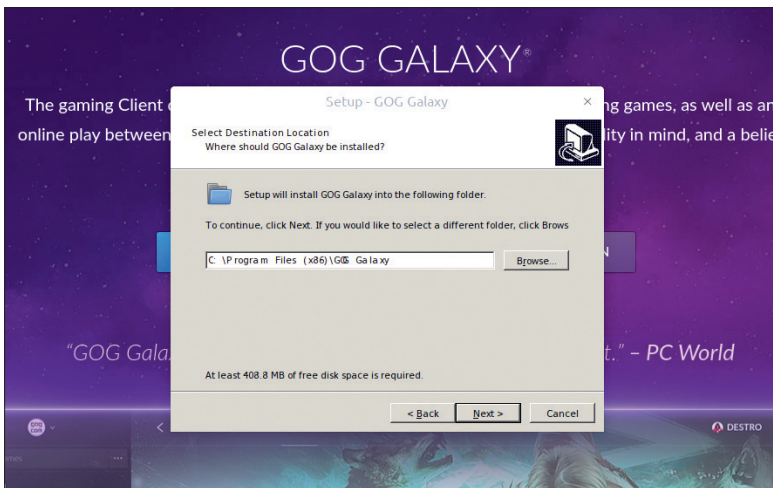 GOG GALAXY®
The gaming Client
ng games, as well as an
online play between
lity in mind, and a belie
Setup - GOG Galaxy
Select Destination Location
Where should GOG Galaxy be installed?
Setup will install GOG Galaxy into the following folder.
To continue, click Next. If you would like to select a different folder, click Brows
C:\Program Files (x86)\GOG Galaxy
Browse...
N
"GOG Gala
t." – PC World
At least 408.8 MB of free disk space is required.
< Back Next > Cancel
GOG COM
DESTRO
mes